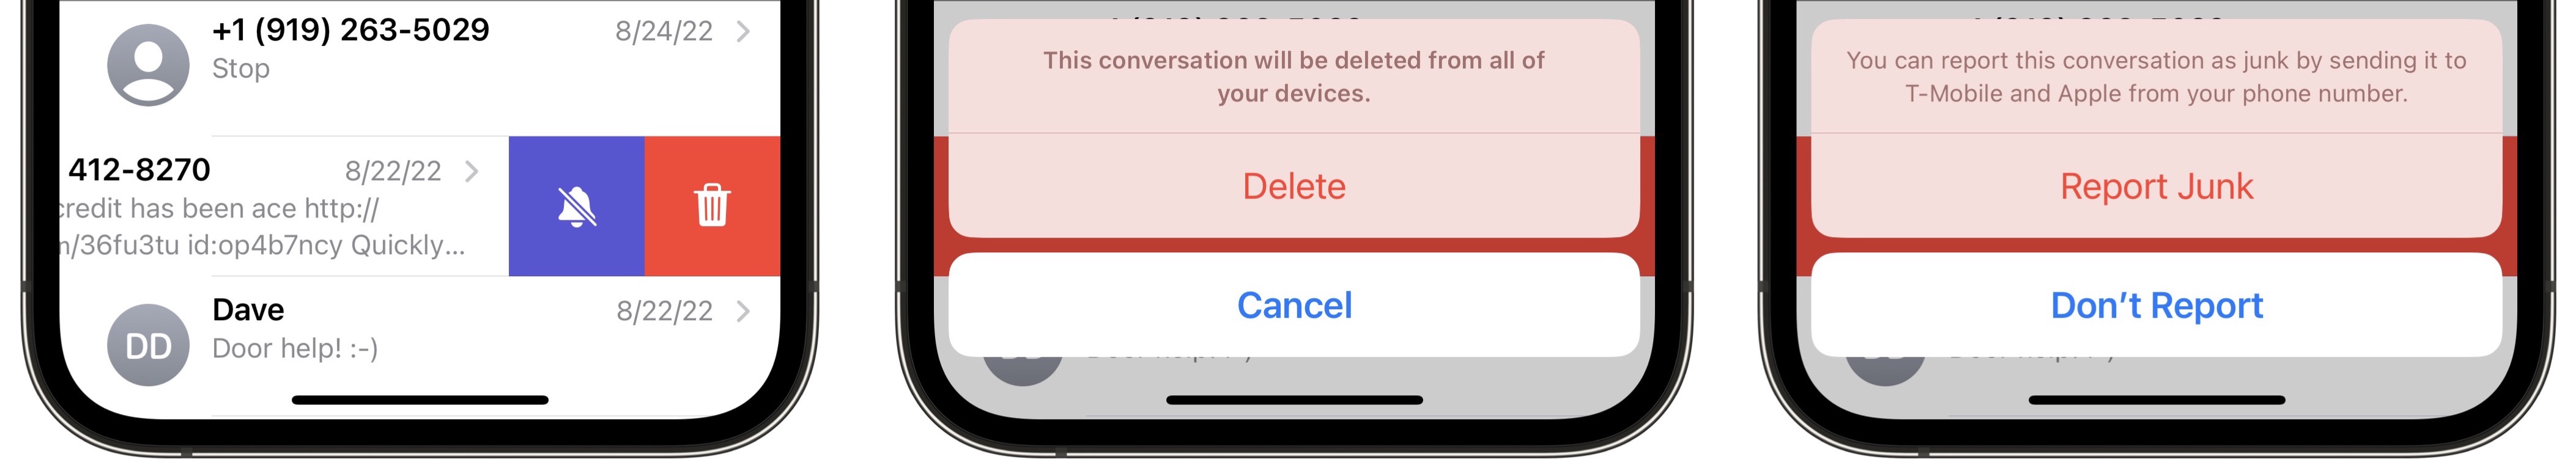 +1 (919) 263-5029 8/24/22
Stop
412-8270 8/22/22
credit has been ace http://
/36fu3tu id:op4b7ncy Quickly...
DD Dave 8/22/22
Door help! :-)
This conversation will be deleted from all of
your devices.
Delete
Cancel
You can report this conversation as junk by sending it to
T-Mobile and Apple from your phone number.
Report Junk
Don't Report